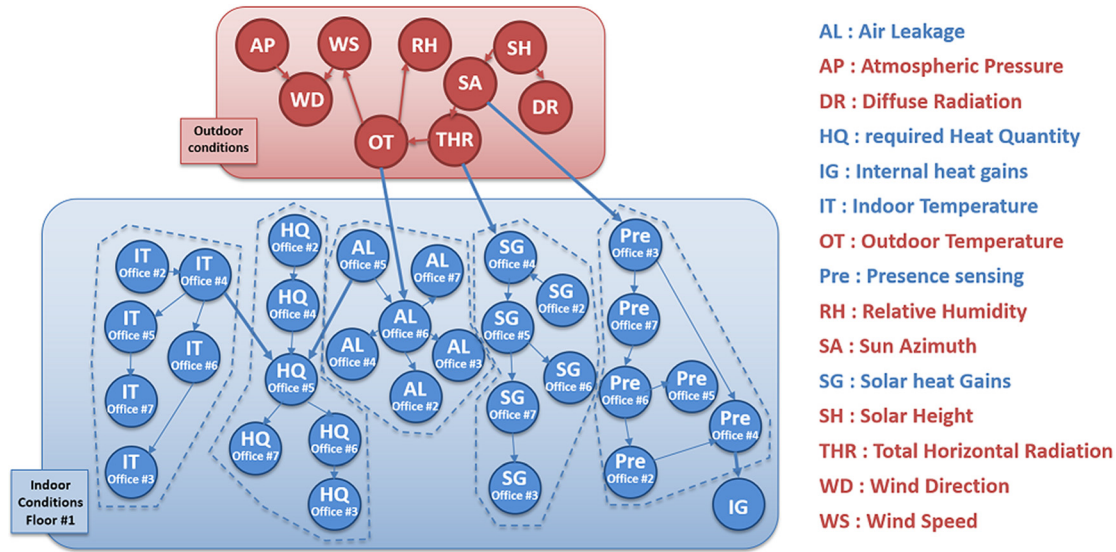 AP
WS
RH
SH
SA
WD
DR
OT
THR
Outdoor
conditions
IT
Office #2
IT
Office #4
IT
Office #5
IT
Office #6
IT
Office #7
IT
Office #3
HQ
Office #2
HQ
Office #4
HQ
Office #5
HQ
Office #7
HQ
Office #6
HQ
Office #3
AL
Office #5
AL
Office #7
AL
Office #6
AL
Office #4
AL
Office #3
AL
Office #2
SG
Office #4
SG
Office #2
SG
Office #5
SG
Office #6
SG
Office #7
SG
Office #3
Pre
Office #3
Pre
Office #7
Pre
Office #6
Pre
Office #5
Pre
Office #4
Pre
Office #2
IG
Indoor
Conditions
Floor #1
AL : Air Leakage
AP : Atmospheric Pressure
DR : Diffuse Radiation
HQ : required Heat Quantity
IG : Internal heat gains
IT : Indoor Temperature
OT : Outdoor Temperature
Pre : Presence sensing
RH : Relative Humidity
SA : Sun Azimuth
SG : Solar heat Gains
SH : Solar Height
THR : Total Horizontal Radiation
WD : Wind Direction
WS : Wind Speed